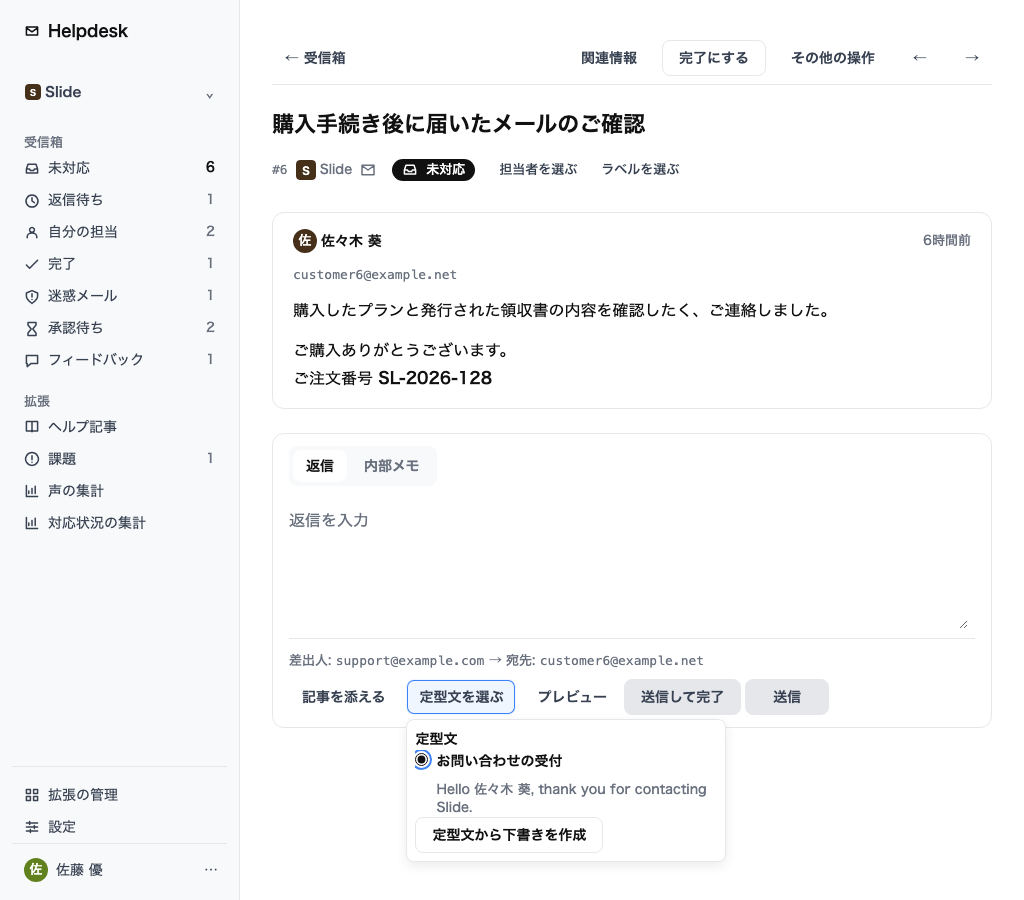 Helpdesk
S Slide
受信箱
未対応 6
返信待ち 1
自分の担当 2
完了 1
迷惑メール 1
承認待ち 2
フィードバック 1
拡張
ヘルプ記事
課題 1
声の集計
対応状況の集計
拡張の管理
設定
佐 佐藤 優 …
← 受信箱 関連情報 完了にする その他の操作 ← →
購入手続き後に届いたメールのご確認
#6 S Slide 未対応 担当者を選ぶ ラベルを選ぶ
佐 佐々木 葵 6時間前
customer6@example.net
購入したプランと発行された領収書の内容を確認したく、ご連絡しました。
ご購入ありがとうございます。
ご注文番号 SL-2026-128
返信 内部メモ
返信を入力
差出人: support@example.com → 宛先: customer6@example.net
記事を添える 定型文を選ぶ プレビュー 送信して完了 送信
定型文
お問い合わせの受付
Hello 佐々木 葵, thank you for contacting
Slide.
定型文から下書きを作成